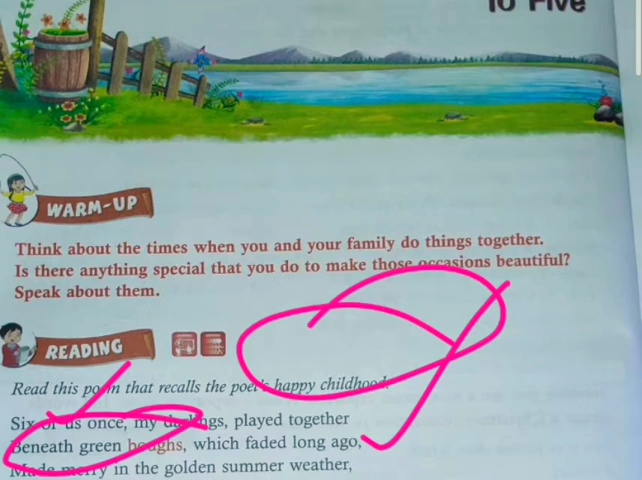 To Five
WARM-UP
Think about the times when you and your family do things together.
Is there anything special that you do to make those occasions beautiful?
Speak about them.
READING
Read this poem that recalls the poet's happy childhood.
Six of us once, my darlings, played together
Beneath green boughs, which faded long ago,
Made merry in the golden summer weather,